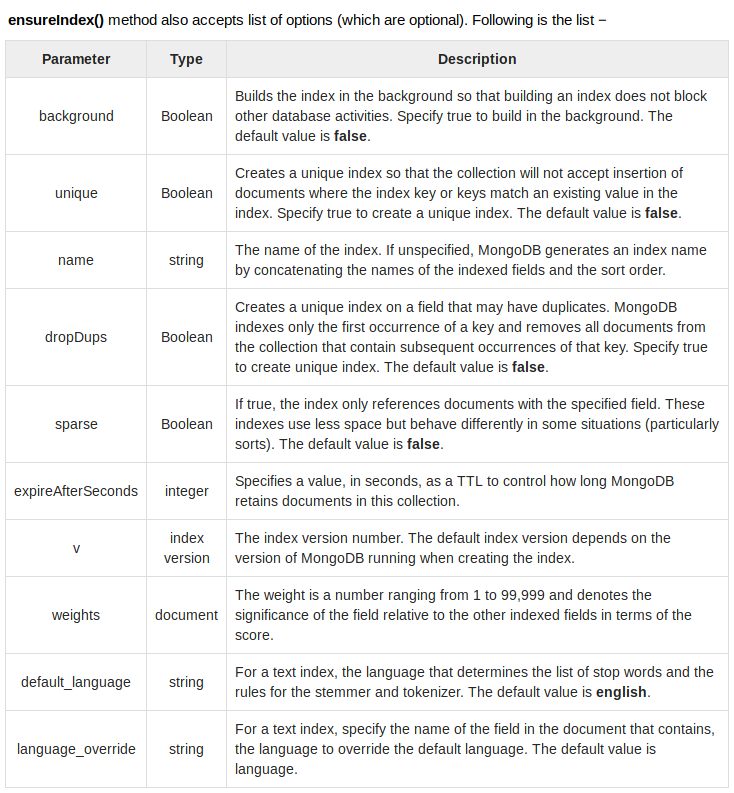 ensureIndex() method also accepts list of options (which are optional). Following is the list −
Parameter Type Description
background Boolean Builds the index in the background so that building an index does not block
other database activities. Specify true to build in the background. The
default value is false.
unique Boolean Creates a unique index so that the collection will not accept insertion of
documents where the index key or keys match an existing value in the
index. Specify true to create a unique index. The default value is false.
name string The name of the index. If unspecified, MongoDB generates an index name
by concatenating the names of the indexed fields and the sort order.
dropDups Boolean Creates a unique index on a field that may have duplicates. MongoDB
indexes only the first occurrence of a key and removes all documents from
the collection that contain subsequent occurrences of that key. Specify true
to create unique index. The default value is false.
sparse Boolean If true, the index only references documents with the specified field. These
indexes use less space but behave differently in some situations (particularly
sorts). The default value is false.
expireAfterSeconds integer Specifies a value, in seconds, as a TTL to control how long MongoDB
retains documents in this collection.
v index version The index version number. The default index version depends on the
version of MongoDB running when creating the index.
weights document The weight is a number ranging from 1 to 99,999 and denotes the
significance of the field relative to the other indexed fields in terms of the
score.
default_language string For a text index, the language that determines the list of stop words and the
rules for the stemmer and tokenizer. The default value is english.
language_override string For a text index, specify the name of the field in the document that contains,
the language to override the default language. The default value is
language.